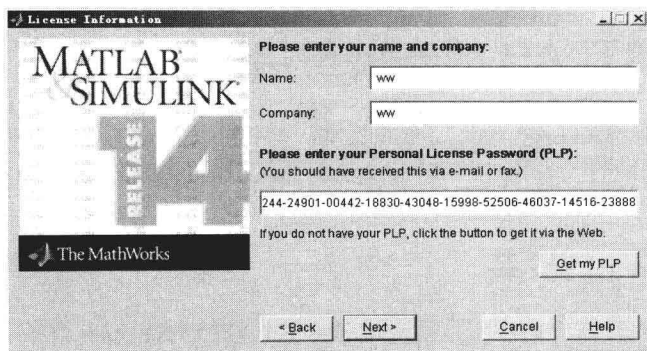 License Information
MATLAB
SIMULINK
RELEASE
14
The MathWorks
Please enter your name and company:
Name: ww
Company: ww
Please enter your Personal License Password (PLP):
(You should have received this via e-mail or fax.)
244-24901-00442-18830-43048-15998-52506-46037-14516-23888
If you do not have your PLP, click the button to get it via the Web.
Get my PLP
< Back Next > Cancel Help